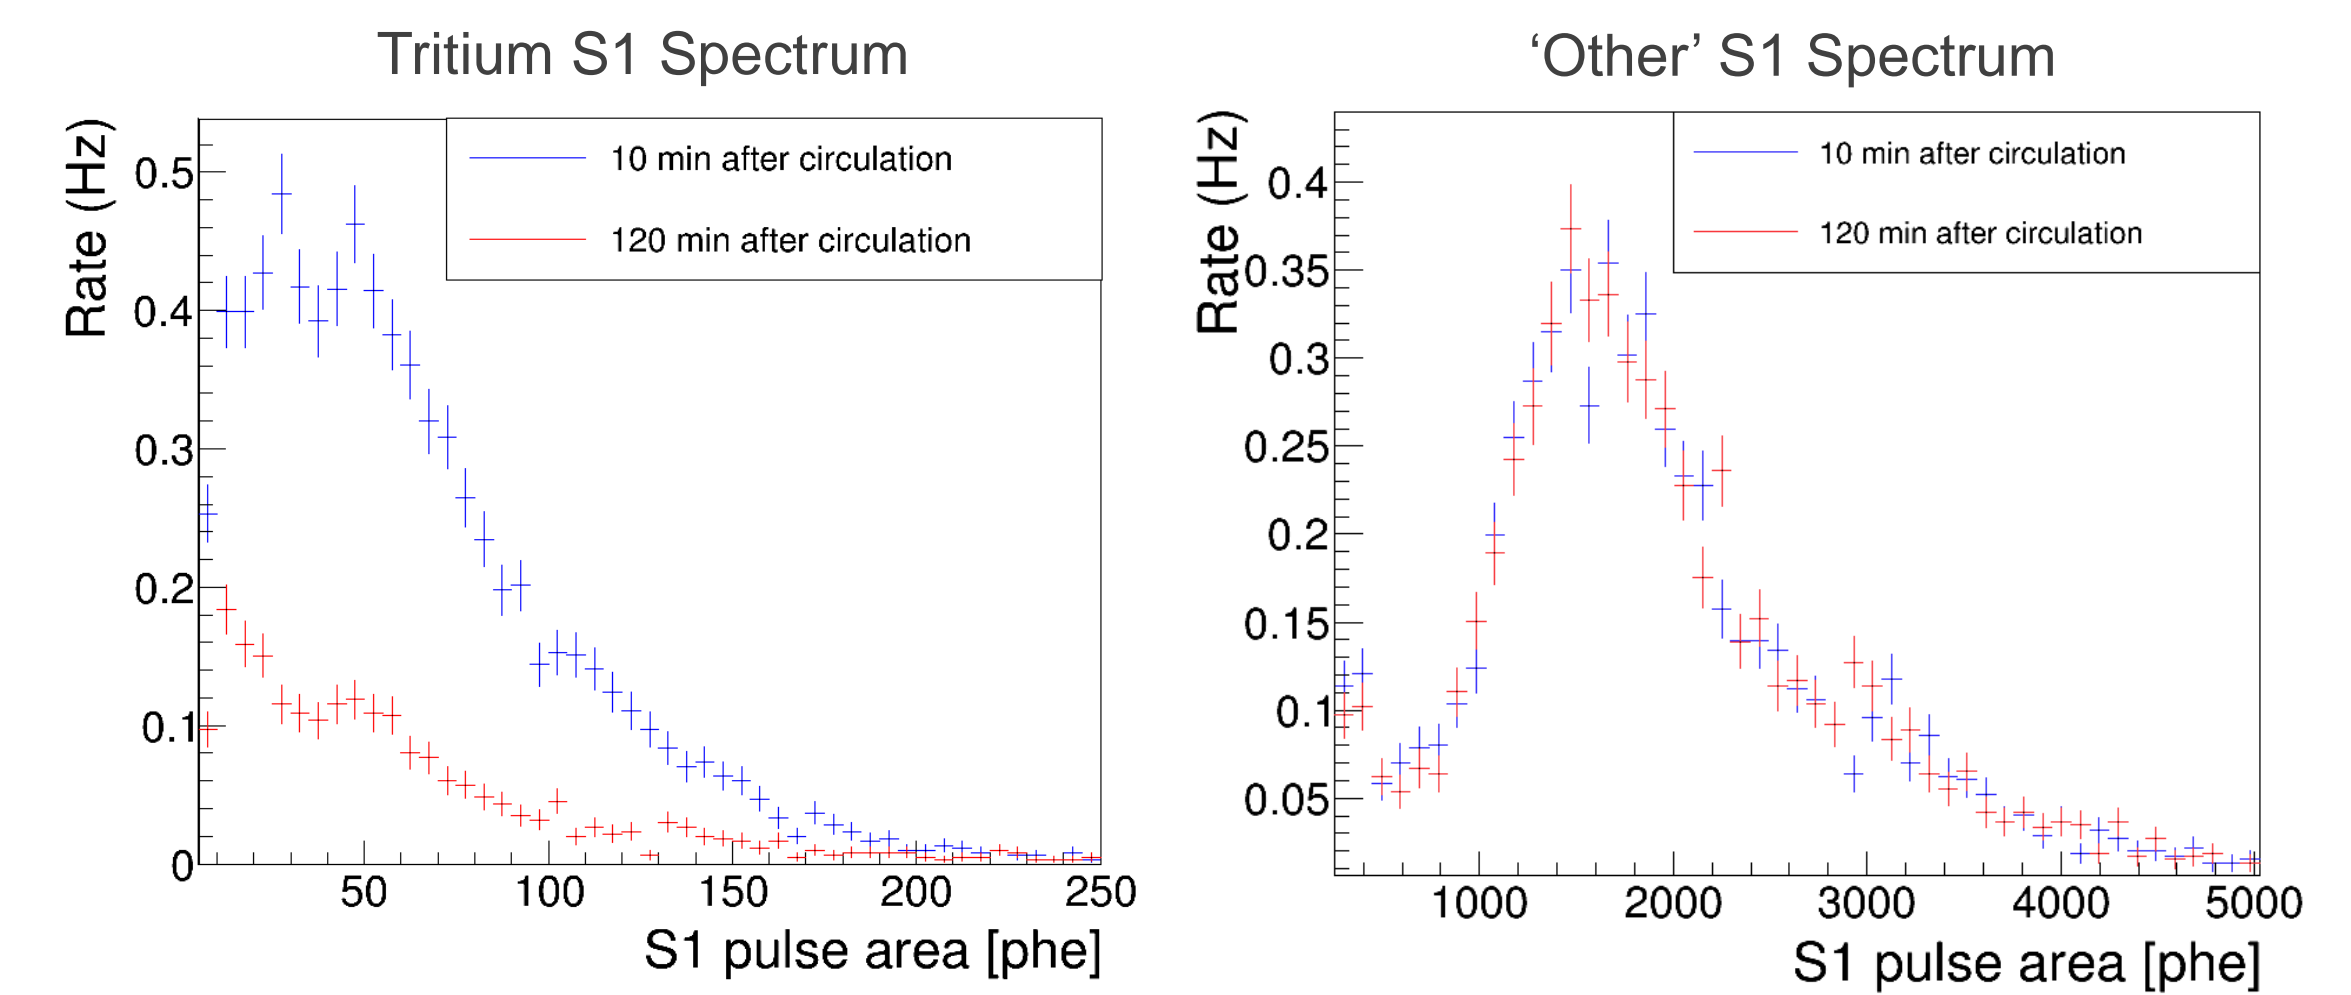 Tritium S1 Spectrum
Rate (Hz)
10 min after circulation
120 min after circulation
0.5
0.4
0.3
0.2
0.1
0
50 100 150 200 250
S1 pulse area [phe]
‘Other’ S1 Spectrum
Rate (Hz)
10 min after circulation
120 min after circulation
0.4
0.35
0.3
0.25
0.2
0.15
0.1
0.05
1000 2000 3000 4000 5000
S1 pulse area [phe]